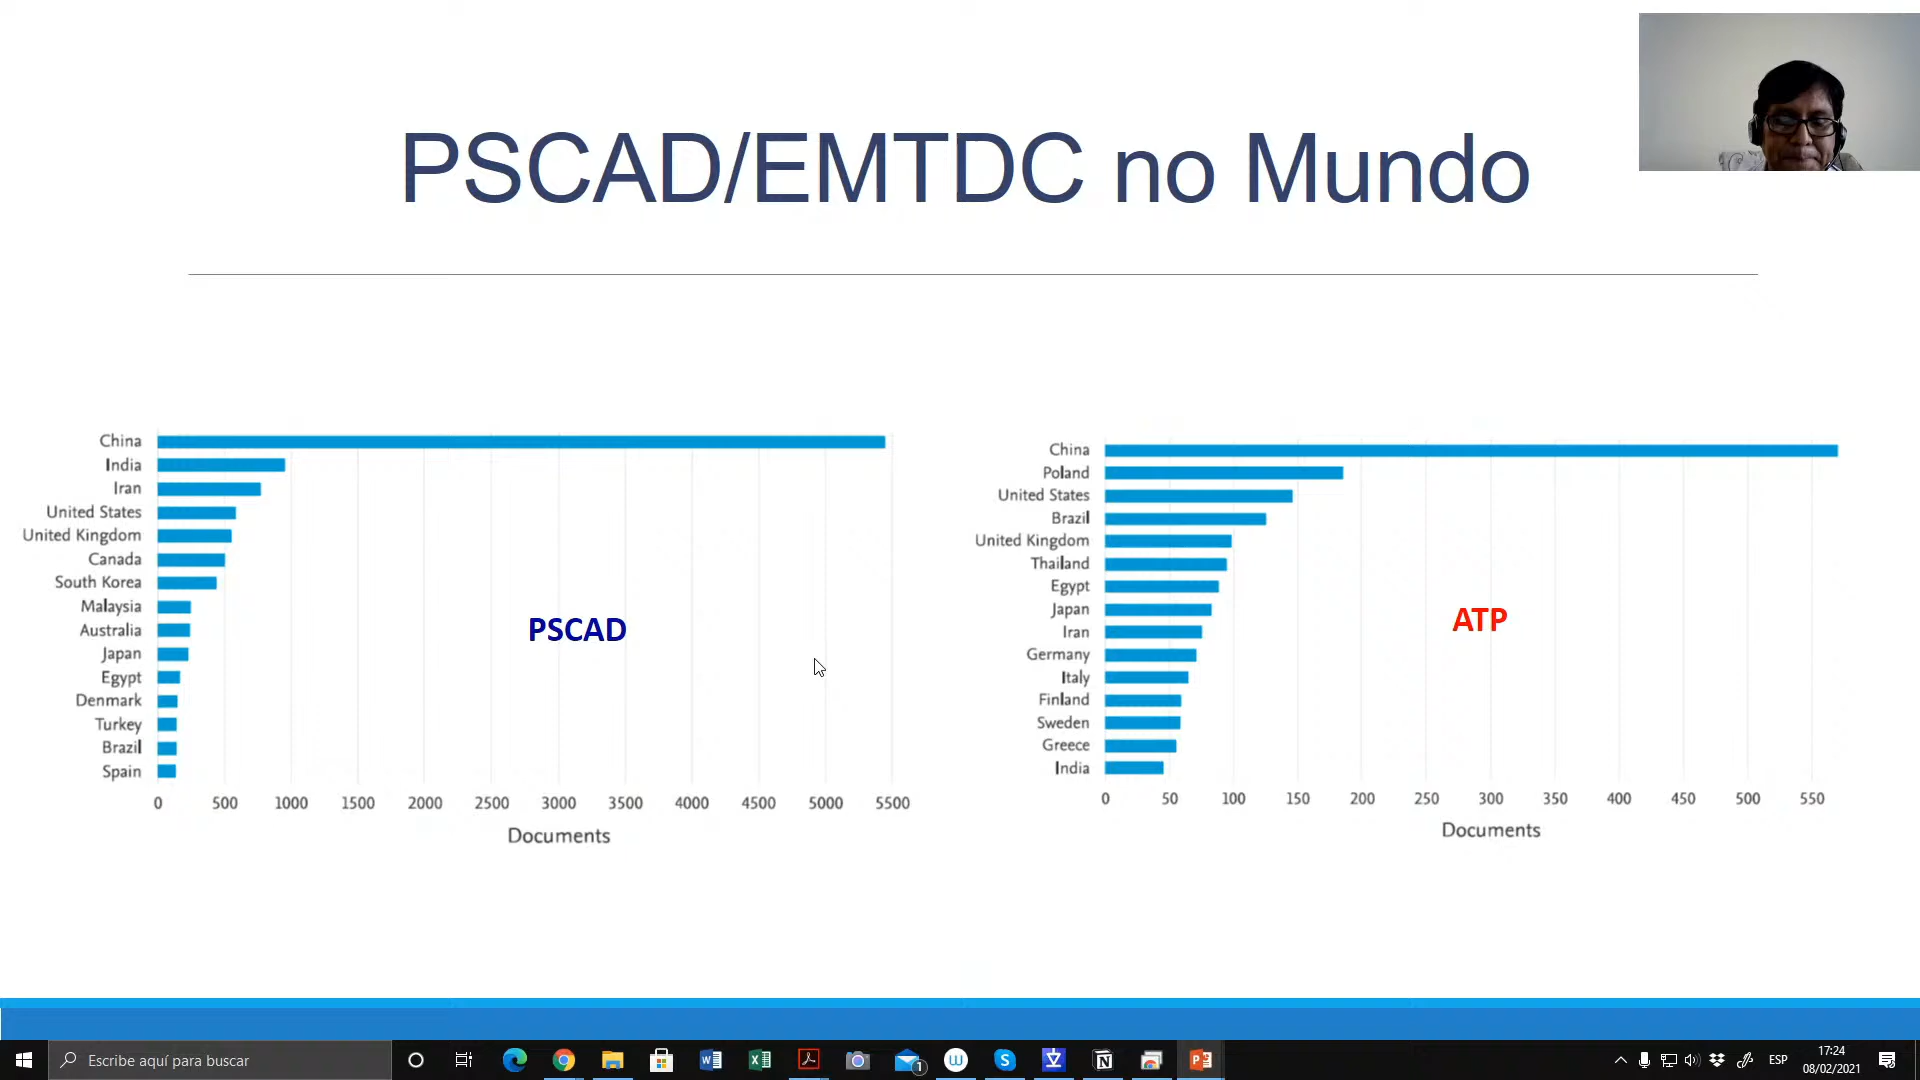 PSCAD/EMTDC no Mundo
China
India
Iran
United States
United Kingdom
Canada
South Korea
Malaysia
Australia
Japan
Egypt
Denmark
Turkey
Brazil
Spain
0 500 1000 1500 2000 2500 3000 3500 4000 4500 5000 5500
Documents
PSCAD
China
Poland
United States
Brazil
United Kingdom
Thailand
Egypt
Japan
Iran
Germany
Italy
Finland
Sweden
Greece
India
0 50 100 150 200 250 300 350 400 450 500 550
Documents
ATP
Escribe aquí para buscar
1
ESP
17:24
08/02/2021